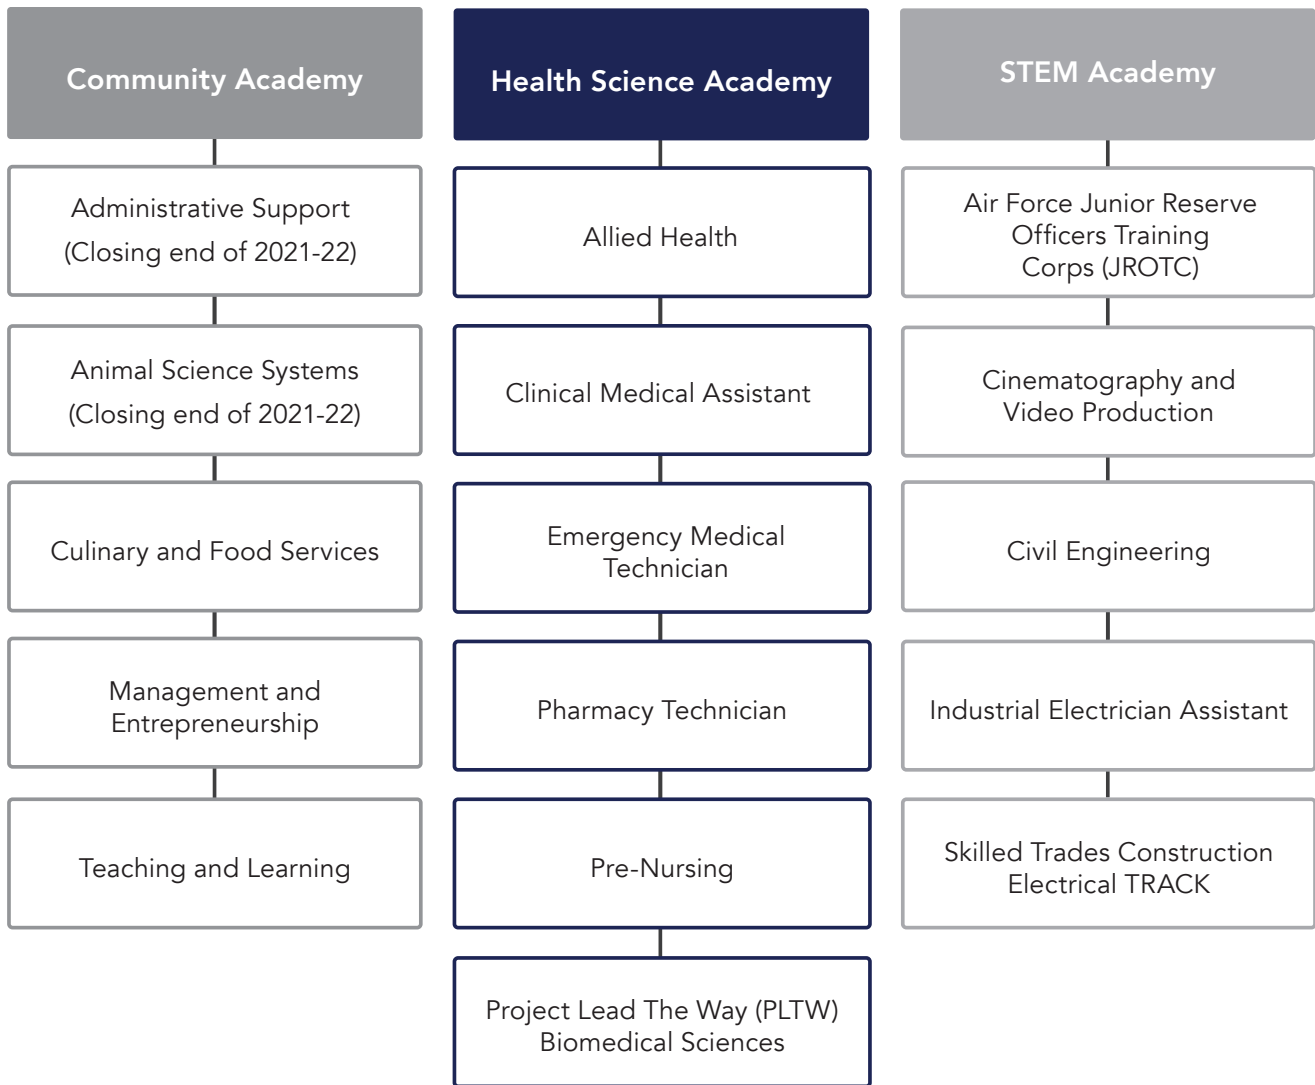 Community Academy
Administrative Support
(Closing end of 2021-22)
Animal Science Systems
(Closing end of 2021-22)
Culinary and Food Services
Management and
Entrepreneurship
Teaching and Learning
Health Science Academy
Allied Health
Clinical Medical Assistant
Emergency Medical
Technician
Pharmacy Technician
Pre-Nursing
Project Lead The Way (PLTW)
Biomedical Sciences
STEM Academy
Air Force Junior Reserve
Officers Training
Corps (JROTC)
Cinematography and
Video Production
Civil Engineering
Industrial Electrician Assistant
Skilled Trades Construction
Electrical TRACK